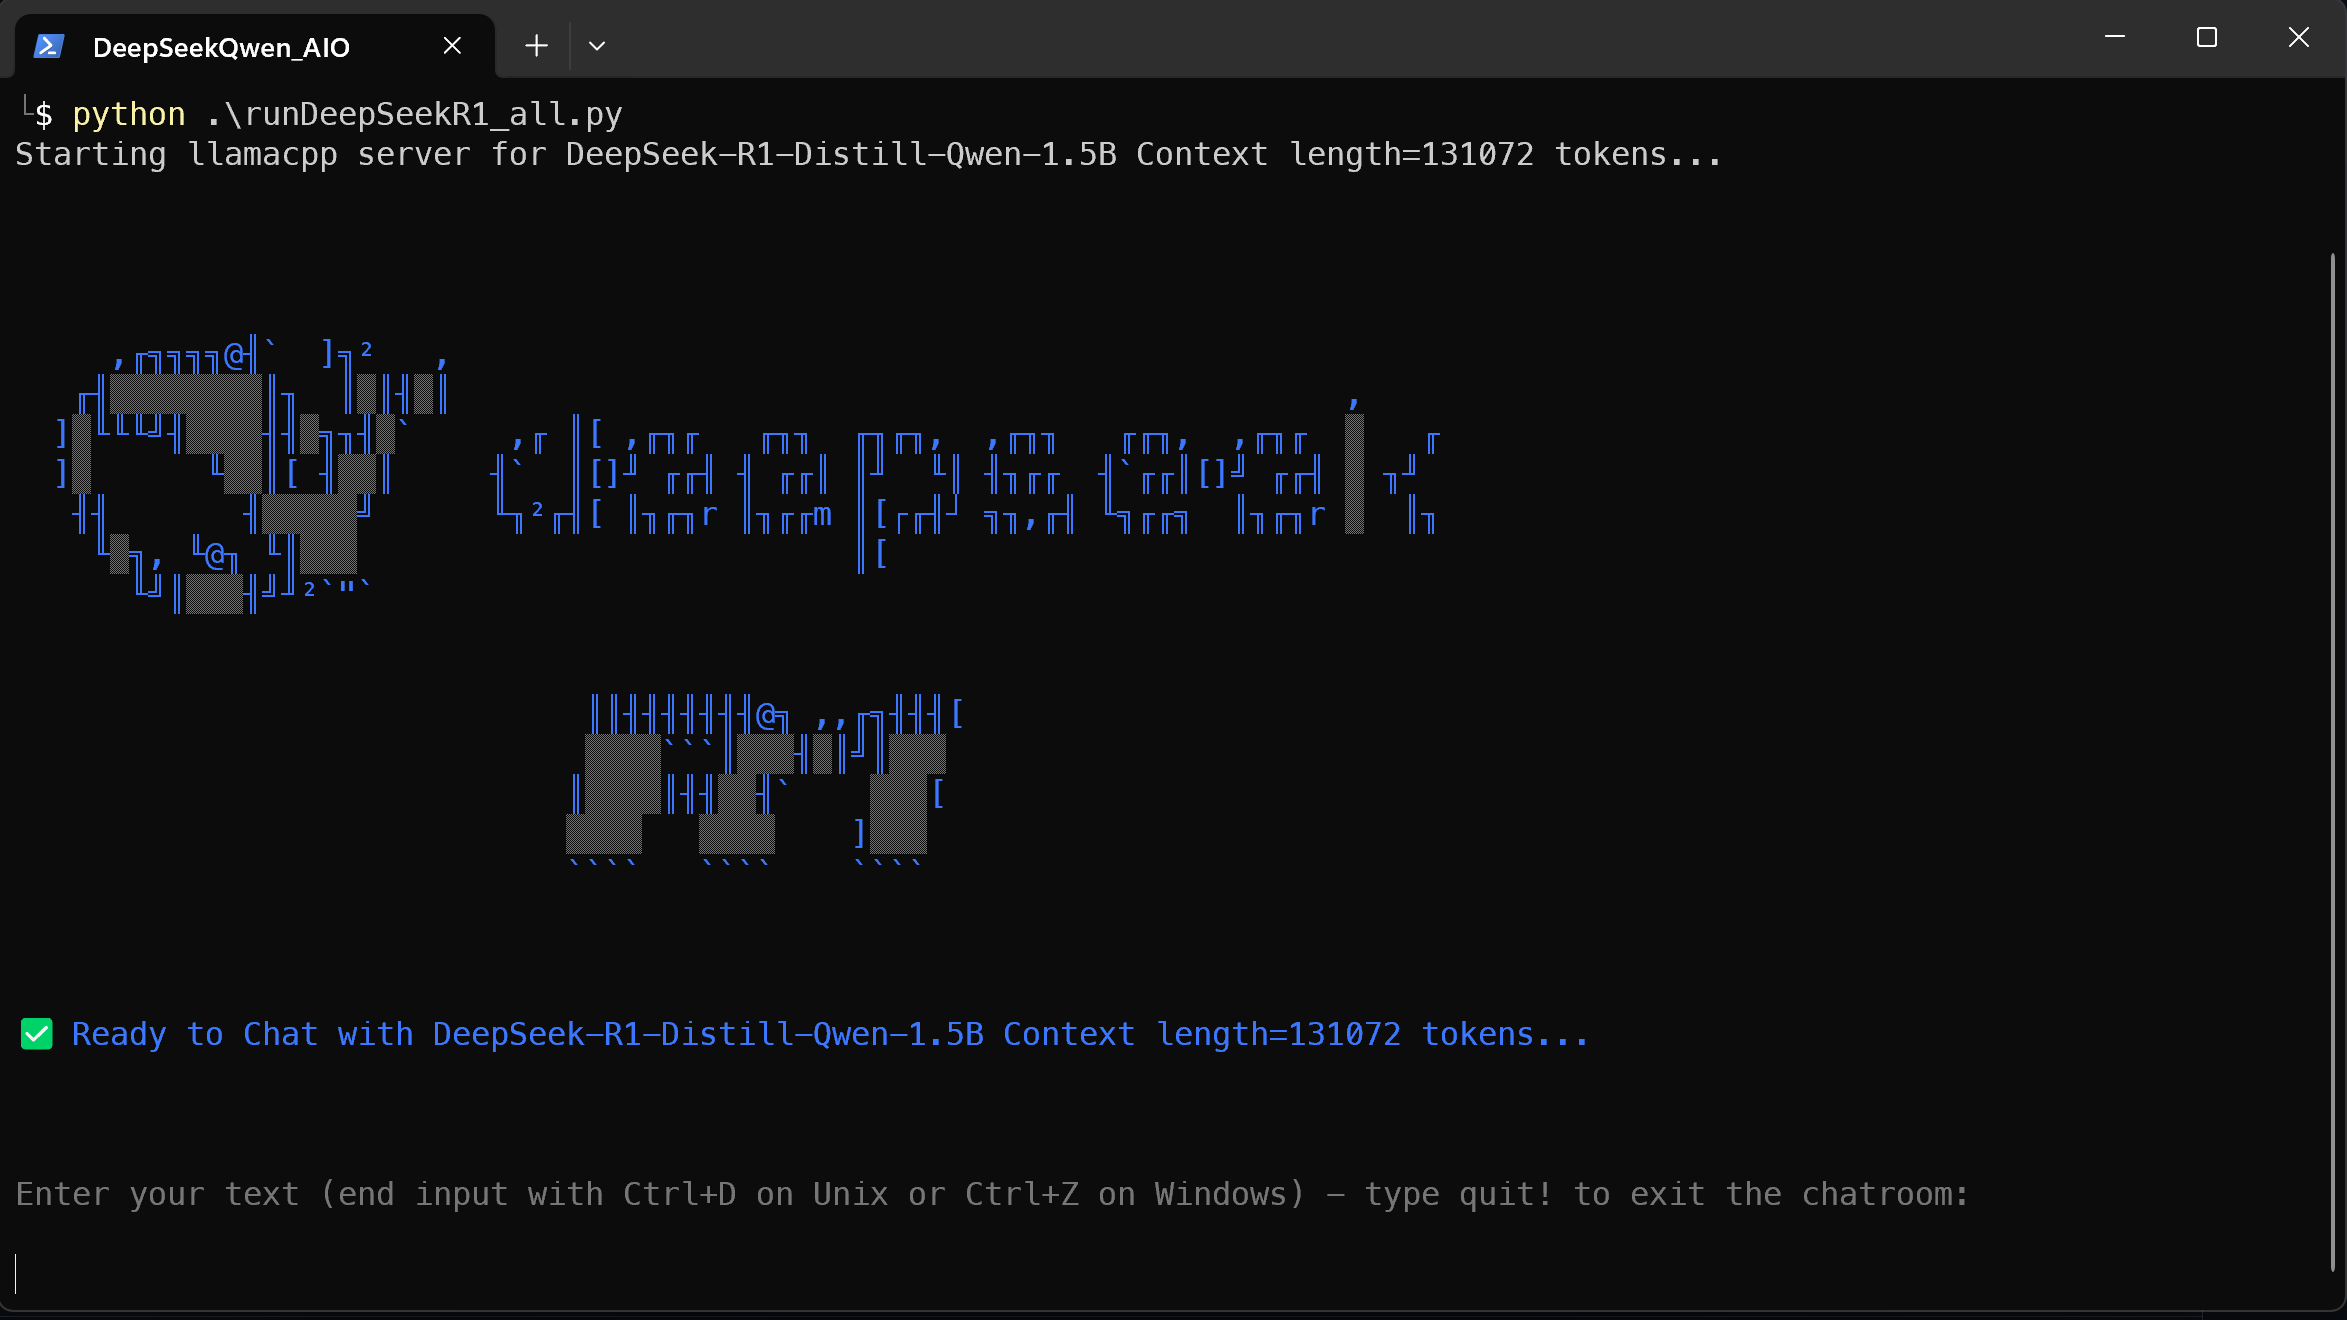 DeepSeekQwen_AIO
$ python .\runDeepSeekR1_all.py
Starting llamacpp server for DeepSeek-R1-Distill-Qwen-1.5B Context length=131072 tokens...
✅ Ready to Chat with DeepSeek-R1-Distill-Qwen-1.5B Context length=131072 tokens...
Enter your text (end input with Ctrl+D on Unix or Ctrl+Z on Windows) - type quit! to exit the chatroom: